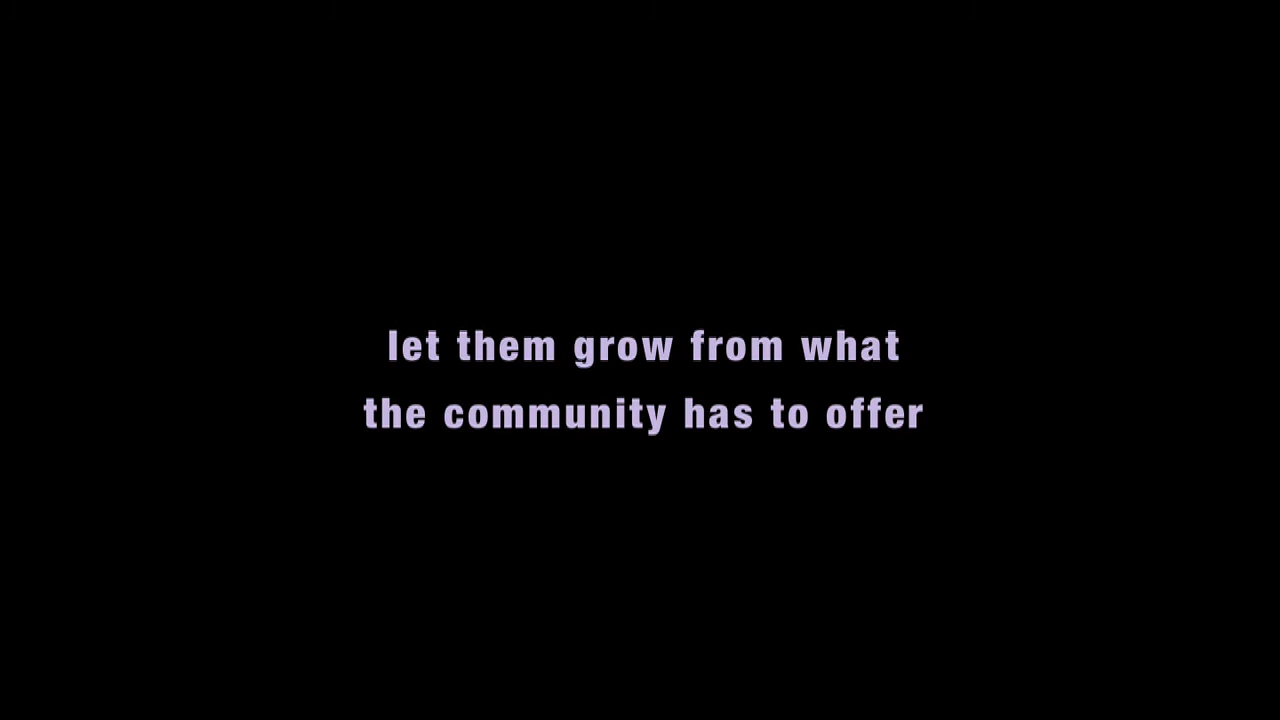 let them grow from what
the community has to offer